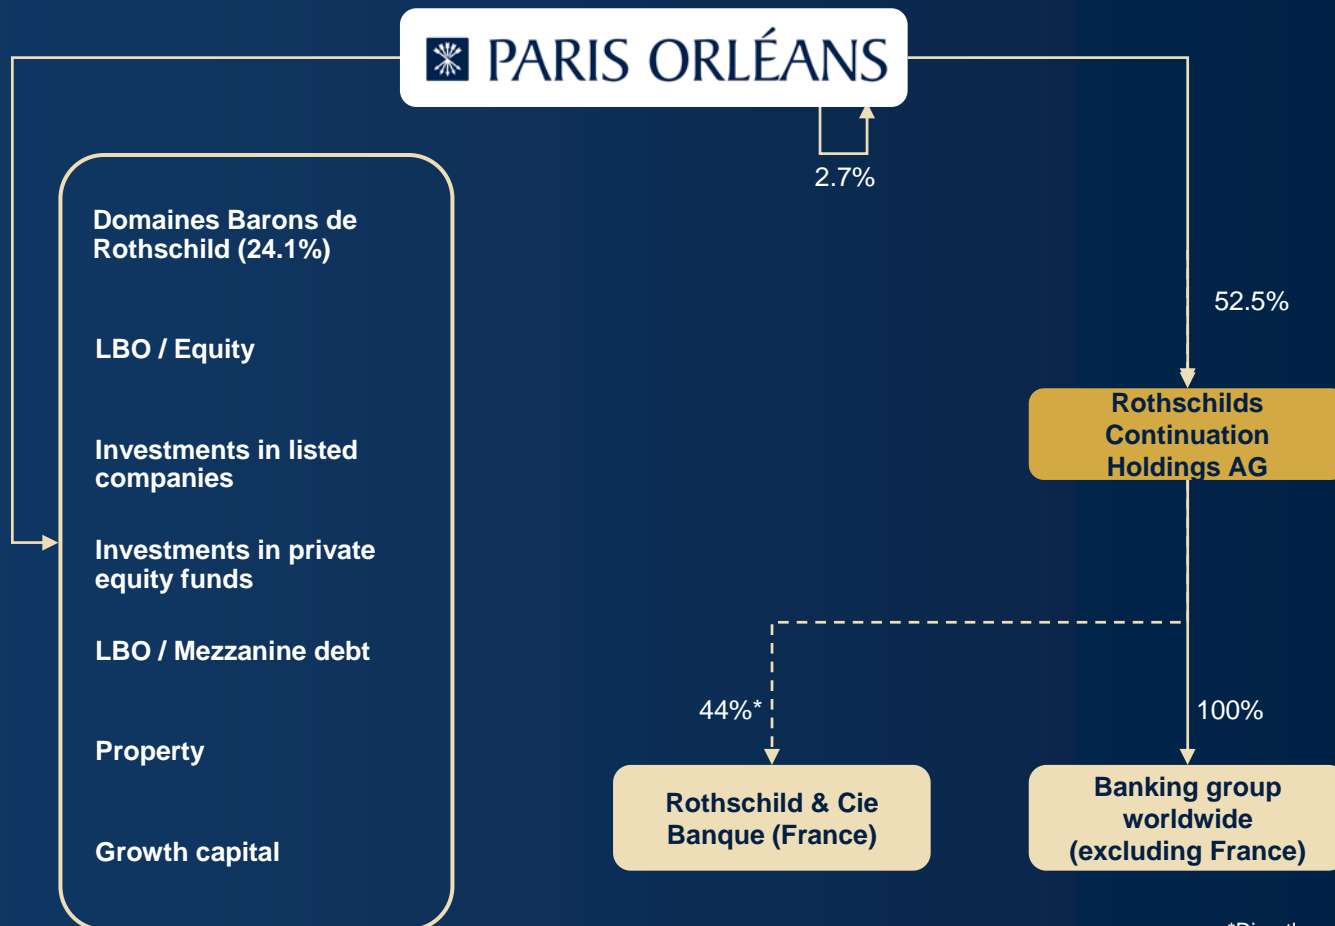 PARIS ORLÉANS
2.7%
Domaines Barons de
Rothschild (24.1%)
LBO / Equity
Investments in listed
companies
Investments in private
equity funds
LBO / Mezzanine debt
Property
Growth capital
52.5%
Rothschilds
Continuation
Holdings AG
44%*
100%
Rothschild & Cie
Banque (France)
Banking group
worldwide
(excluding France)